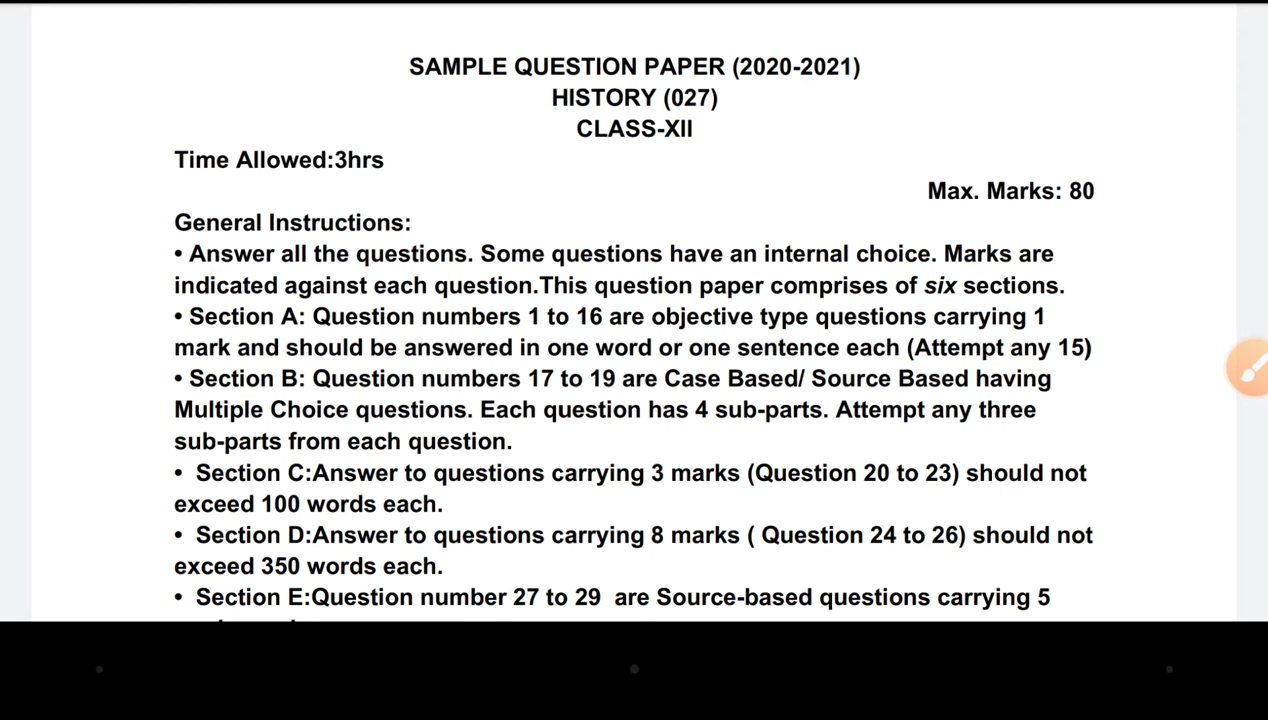 SAMPLE QUESTION PAPER (2020-2021)
HISTORY (027)
CLASS-XII
Time Allowed:3hrs
Max. Marks: 80
General Instructions:
• Answer all the questions. Some questions have an internal choice. Marks are
indicated against each question.This question paper comprises of six sections.
• Section A: Question numbers 1 to 16 are objective type questions carrying 1
mark and should be answered in one word or one sentence each (Attempt any 15)
• Section B: Question numbers 17 to 19 are Case Based/ Source Based having
Multiple Choice questions. Each question has 4 sub-parts. Attempt any three
sub-parts from each question.
• Section C:Answer to questions carrying 3 marks (Question 20 to 23) should not
exceed 100 words each.
• Section D:Answer to questions carrying 8 marks ( Question 24 to 26) should not
exceed 350 words each.
• Section E:Question number 27 to 29 are Source-based questions carrying 5